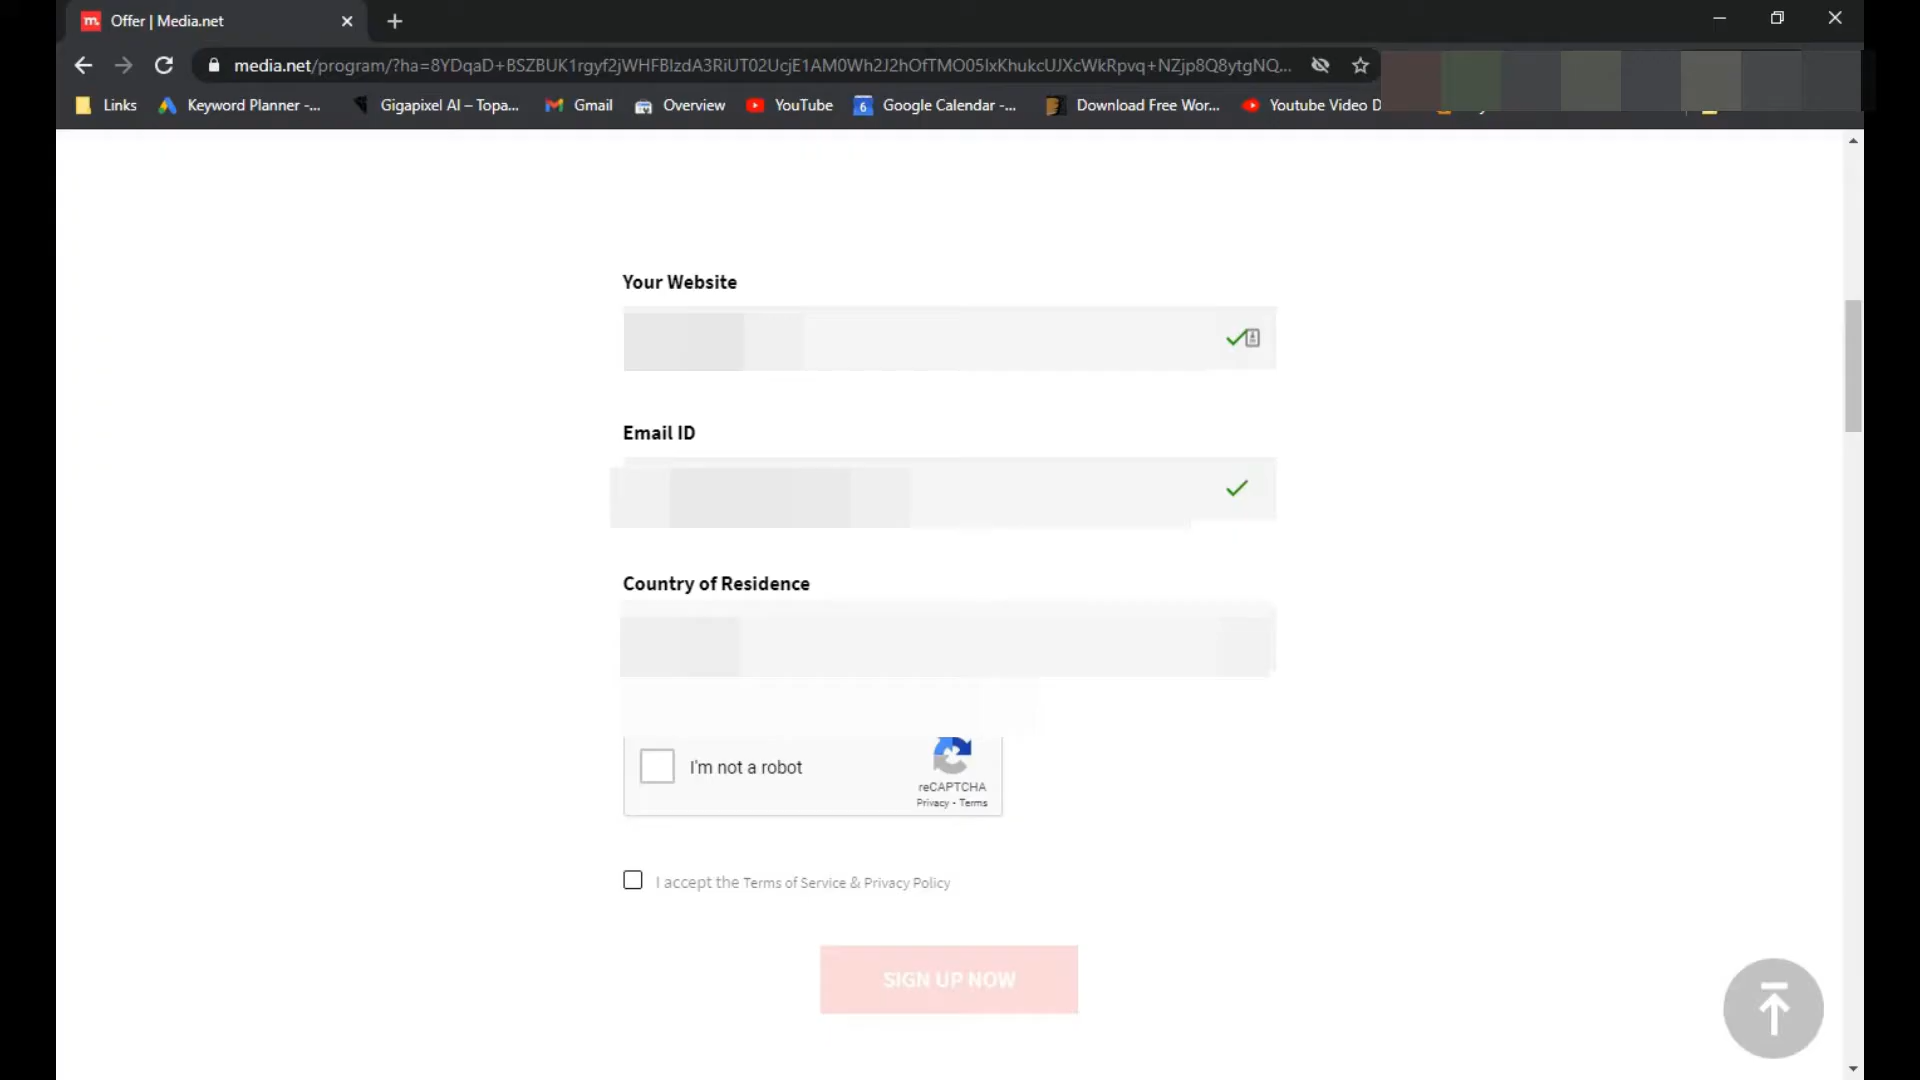 Offer | Media.net
media.net/program/?ha=8YDqaD+BSZBUK1rgyf2jWHFBlzdA3RiUT02UcjE1AM0Wh2J2hOfTMO05lxKhukcUJXcWkRpvq+NZjp8Q8ytgNQ...
Links Keyword Planner -... Gigapixel AI – Topa... Gmail Overview YouTube 6 Google Calendar -... Download Free Wor... Youtube Video D
Your Website
Email ID
Country of Residence
I'm not a robot
reCAPTCHA
Privacy - Terms
I accept the Terms of Service & Privacy Policy
SIGN UP NOW